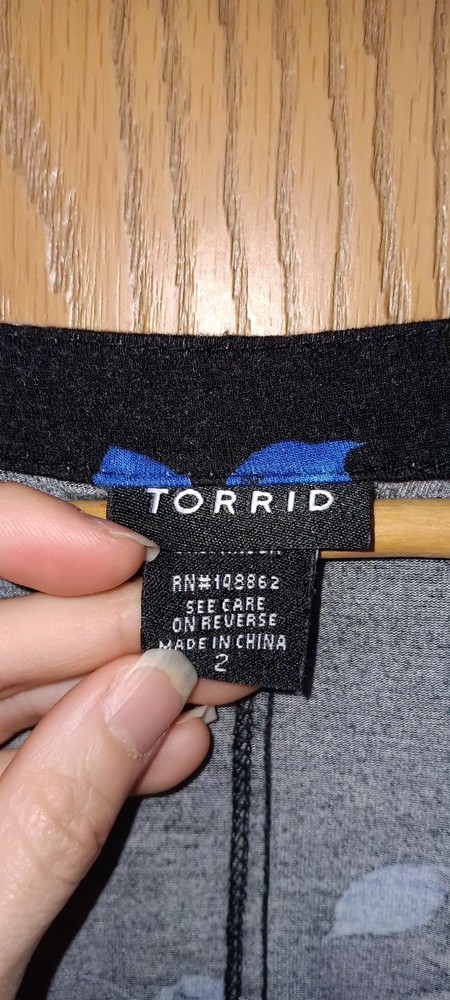 TORRID
RN#148862
SEE CARE
ON REVERSE
MADE IN CHINA
2